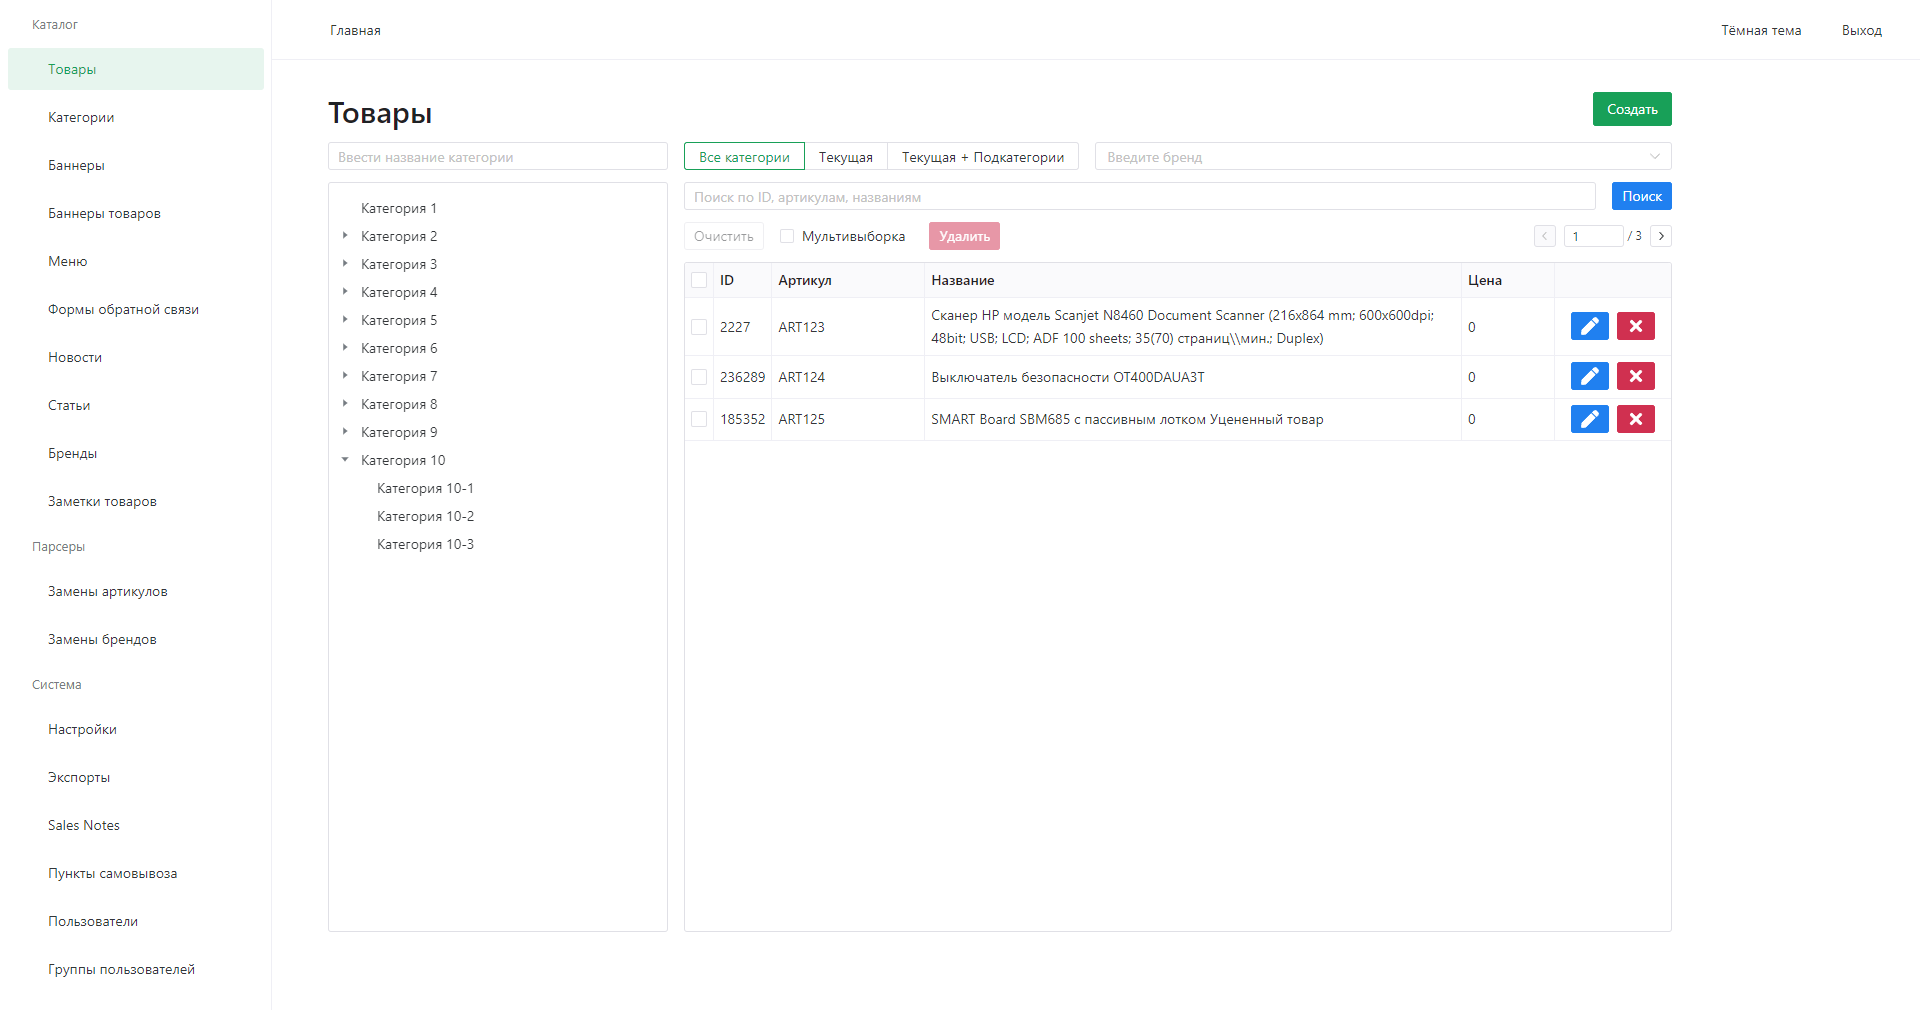 Каталог
Товары
Категории
Баннеры
Баннеры товаров
Меню
Формы обратной связи
Новости
Статьи
Бренды
Заметки товаров
Парсеры
Замены артикулов
Замены брендов
Система
Настройки
Экспорты
Sales Notes
Пункты самовывоза
Пользователи
Группы пользователей
Главная
Тёмная тема
Выход
Товары
Создать
Ввести название категории
Категория 1
Категория 2
Категория 3
Категория 4
Категория 5
Категория 6
Категория 7
Категория 8
Категория 9
Категория 10
Категория 10-1
Категория 10-2
Категория 10-3
Все категории Текущая Текущая + Подкатегории
Введите бренд
Поиск по ID, артикулам, названиям
Поиск
Очистить Мультивыборка Удалить 1 / 3
ID Артикул Название Цена
2227 ART123 Сканер HP модель Scanjet N8460 Document Scanner (216x864 mm; 600x600dpi; 0
48bit; USB; LCD; ADF 100 sheets; 35(70) страниц\\мин.; Duplex)
236289 ART124 Выключатель безопасности OT400DAUA3T 0
185352 ART125 SMART Board SBM685 с пассивным лотком Уцененный товар 0